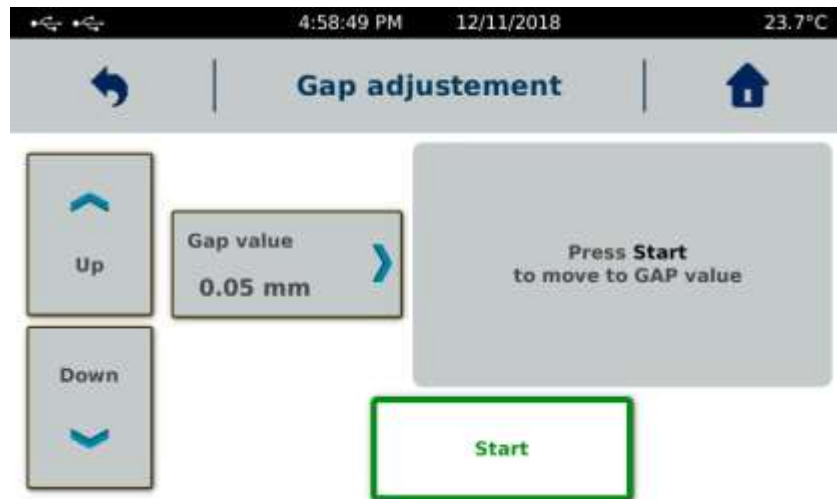 4:58:49 PM 12/11/2018 23.7°C
Gap adjustement
Up
Gap value
0.05 mm
Press Start
to move to GAP value
Down
Start